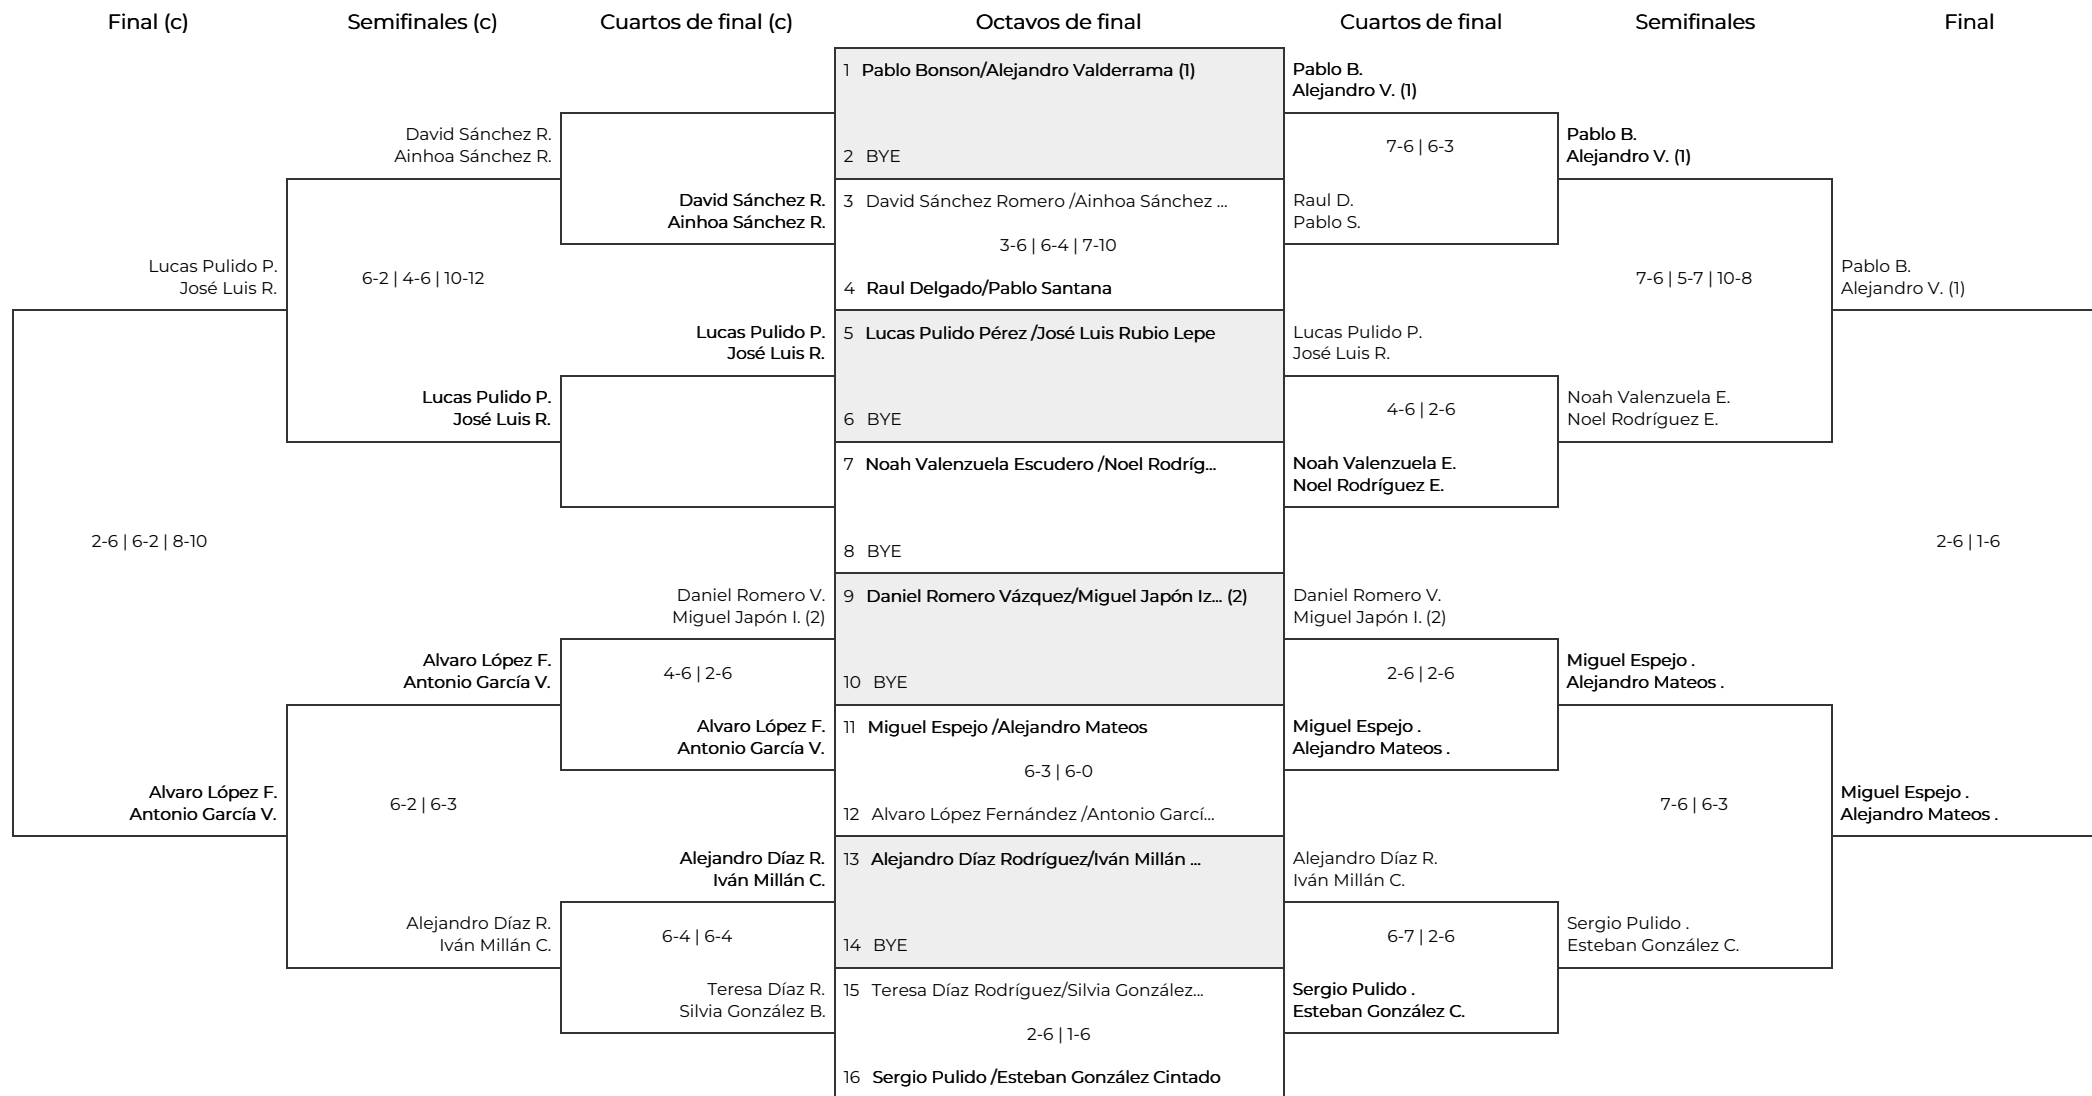 Final (c)
Semifinales (c)
Cuartos de final (c)
Octavos de final
Cuartos de final
Semifinales
Final
Lucas Pulido P.
José Luis R.
2-6 | 6-2 | 8-10
Alvaro López F.
Antonio García V.
David Sánchez R.
Ainhoa Sánchez R.
6-2 | 4-6 | 10-12
Lucas Pulido P.
José Luis R.
Alvaro López F.
Antonio García V.
6-2 | 6-3
Alejandro Díaz R.
Iván Millán C.
David Sánchez R.
Ainhoa Sánchez R.
Lucas Pulido P.
José Luis R.
Daniel Romero V.
Miguel Japón I. (2)
4-6 | 2-6
Alvaro López F.
Antonio García V.
Alejandro Díaz R.
Iván Millán C.
6-4 | 6-4
Teresa Díaz R.
Silvia González B.
1 Pablo Bonson/Alejandro Valderrama (1)
2 BYE
3 David Sánchez Romero /Ainhoa Sánchez ...
3-6 | 6-4 | 7-10
4 Raul Delgado/Pablo Santana
5 Lucas Pulido Pérez /José Luis Rubio Lepe
6 BYE
7 Noah Valenzuela Escudero /Noel Rodríg...
8 BYE
9 Daniel Romero Vázquez/Miguel Japón Iz... (2)
10 BYE
11 Miguel Espejo /Alejandro Mateos
6-3 | 6-0
12 Alvaro López Fernández /Antonio Garcí...
13 Alejandro Díaz Rodríguez/Iván Millán ...
14 BYE
15 Teresa Díaz Rodríguez/Silvia González...
2-6 | 1-6
16 Sergio Pulido /Esteban González Cintado
Pablo B.
Alejandro V. (1)
7-6 | 6-3
Raul D.
Pablo S.
Lucas Pulido P.
José Luis R.
4-6 | 2-6
Noah Valenzuela E.
Noel Rodríguez E.
Daniel Romero V.
Miguel Japón I. (2)
2-6 | 2-6
Miguel Espejo .
Alejandro Mateos .
Alejandro Díaz R.
Iván Millán C.
6-7 | 2-6
Sergio Pulido .
Esteban González C.
Pablo B.
Alejandro V. (1)
7-6 | 5-7 | 10-8
Noah Valenzuela E.
Noel Rodríguez E.
Miguel Espejo .
Alejandro Mateos .
7-6 | 6-3
Sergio Pulido .
Esteban González C.
Pablo B.
Alejandro V. (1)
2-6 | 1-6
Miguel Espejo .
Alejandro Mateos .